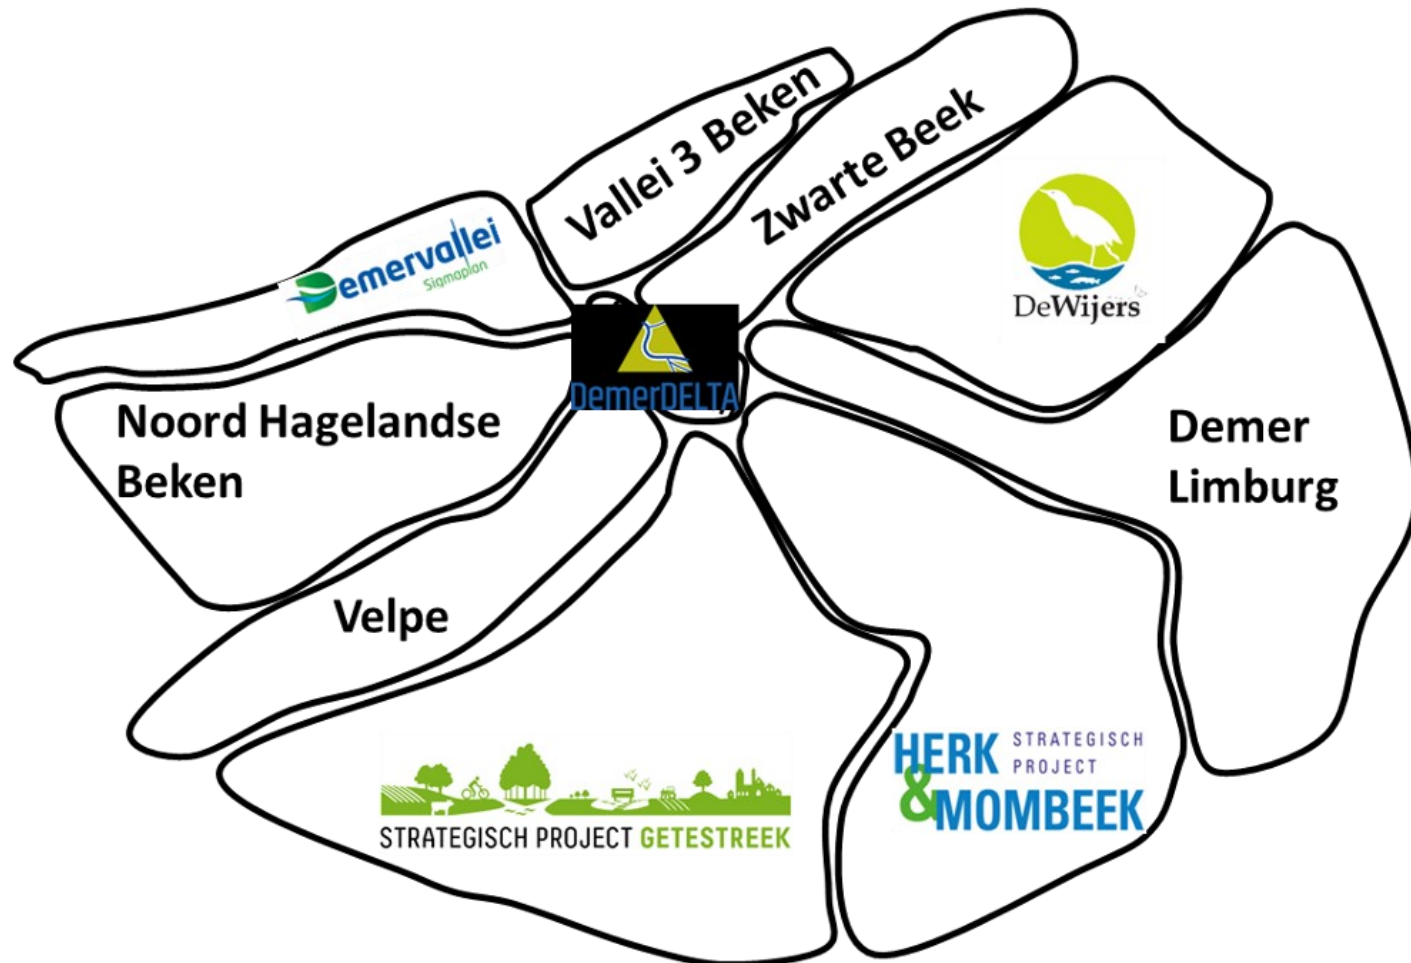 Vallei 3 Beken
Zwarte Beek
Demervallei
Sigmaplan
DeWijers
DemerDELTA
Noord Hagelandse
Beken
Demer
Limburg
Velpe
HERK STRATEGISCH
PROJECT
& MOMBEEK
STRATEGISCH PROJECT GETESTREEK